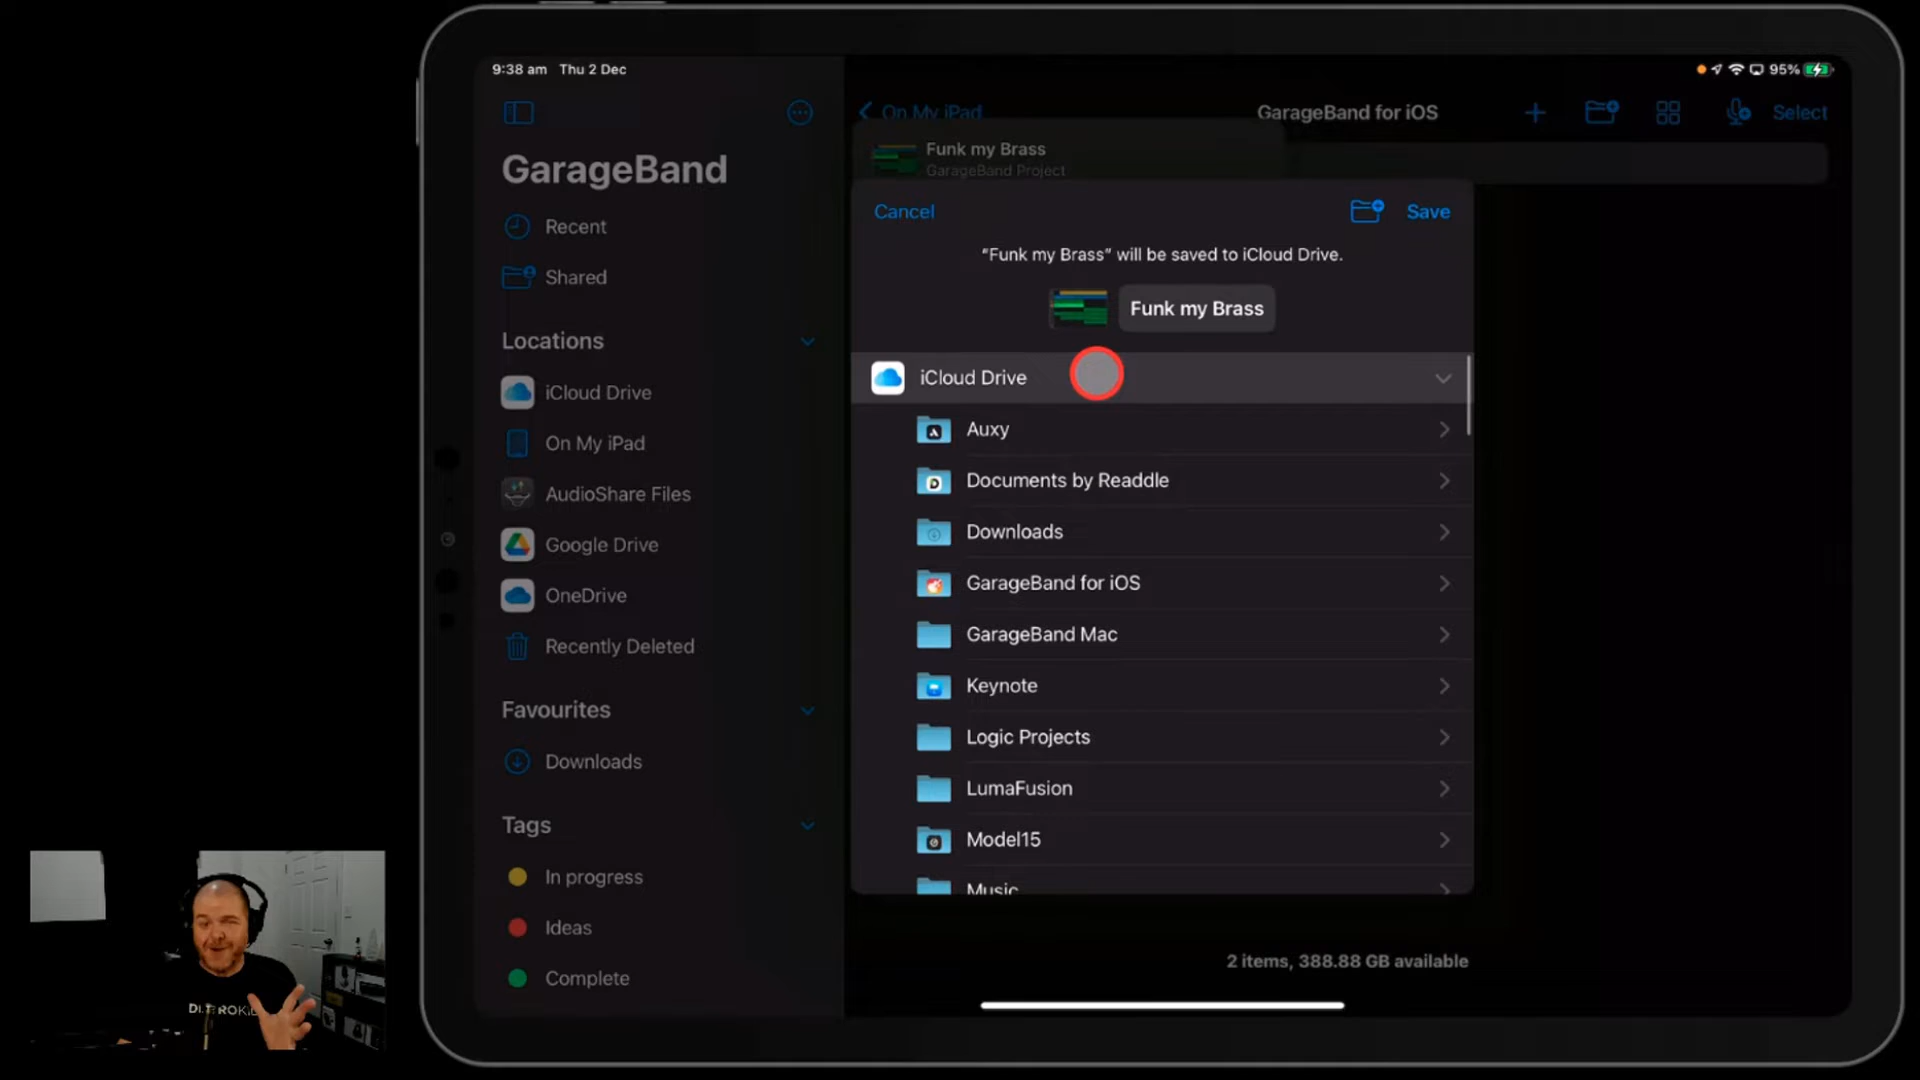 9:38 am Thu 2 Dec
95%
GarageBand
Recent
Shared
Locations
iCloud Drive
On My iPad
AudioShare Files
Google Drive
OneDrive
Recently Deleted
Favourites
Downloads
Tags
In progress
Ideas
Complete
On My iPad
GarageBand for iOS
Select
Funk my Brass
GarageBand Project
Cancel
Save
“Funk my Brass” will be saved to iCloud Drive.
Funk my Brass
iCloud Drive
Auxy
Documents by Readdle
Downloads
GarageBand for iOS
GarageBand Mac
Keynote
Logic Projects
LumaFusion
Model15
Music
2 items, 388.88 GB available